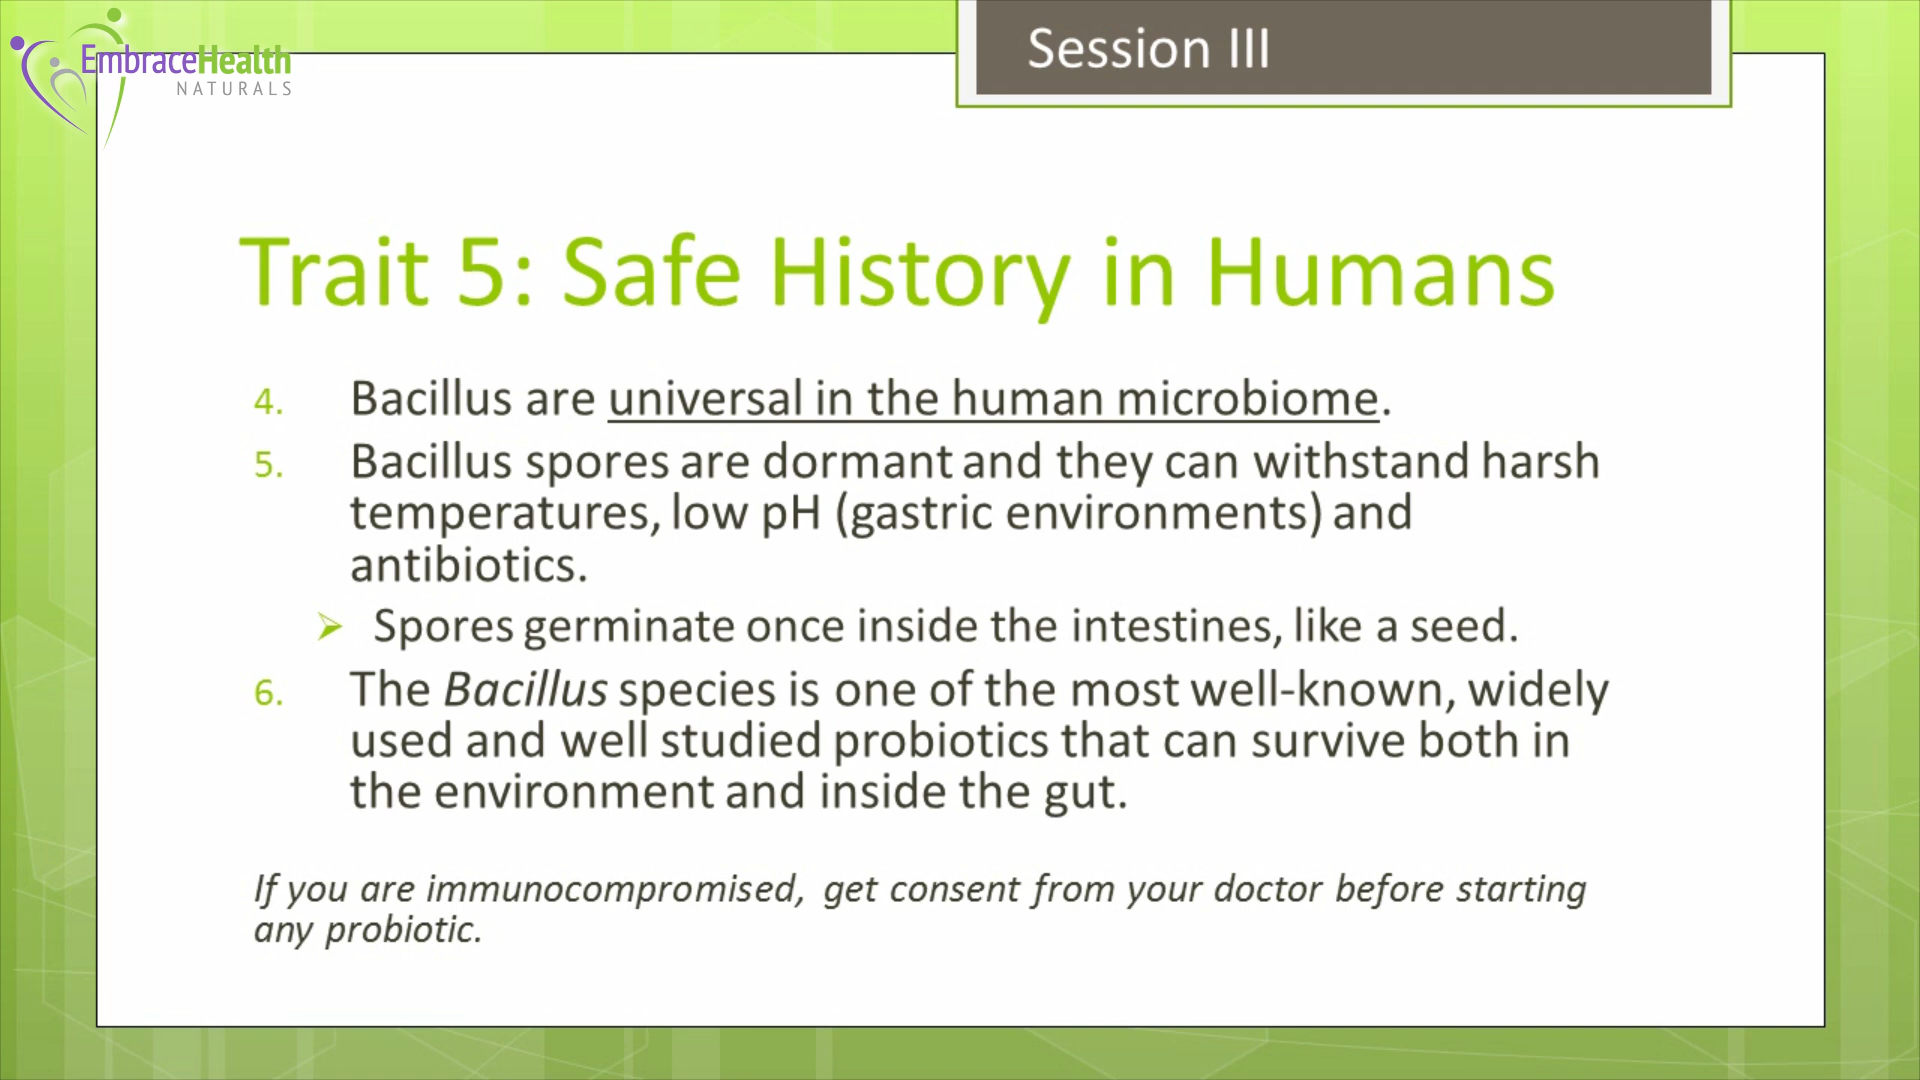 EmbraceHealth
NATURALS
Session III
Trait 5: Safe History in Humans
4. Bacillus are universal in the human microbiome.
5. Bacillus spores are dormant and they can withstand harsh
temperatures, low pH (gastric environments) and
antibiotics.
➢ Spores germinate once inside the intestines, like a seed.
6. The Bacillus species is one of the most well-known, widely
used and well studied probiotics that can survive both in
the environment and inside the gut.
If you are immunocompromised, get consent from your doctor before starting
any probiotic.